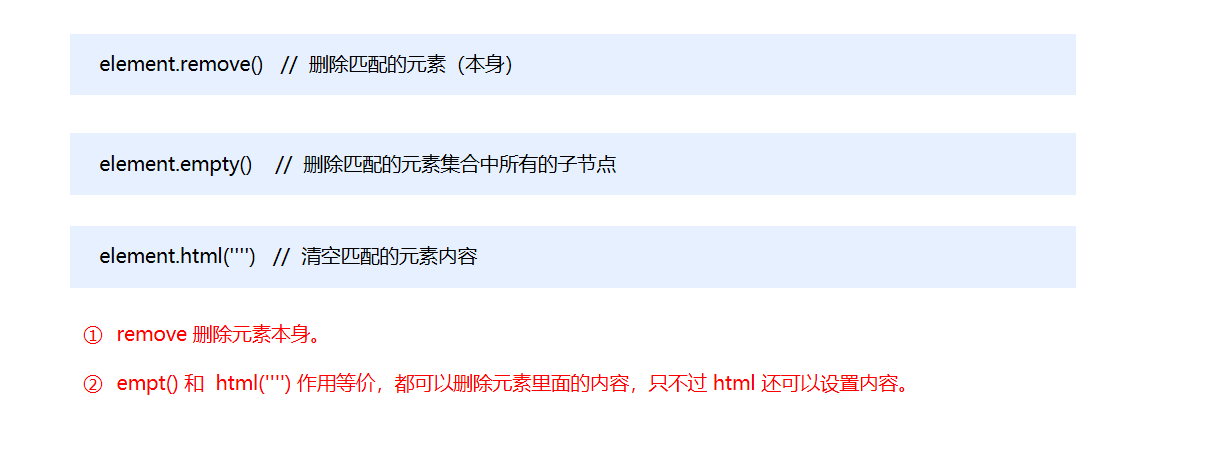 element.remove()   //  删除匹配的元素（本身）
element.empty()    //  删除匹配的元素集合中所有的子节点
element.html('''')   //  清空匹配的元素内容
①  remove 删除元素本身。
②  empt() 和  html('''') 作用等价，都可以删除元素里面的内容，只不过 html 还可以设置内容。